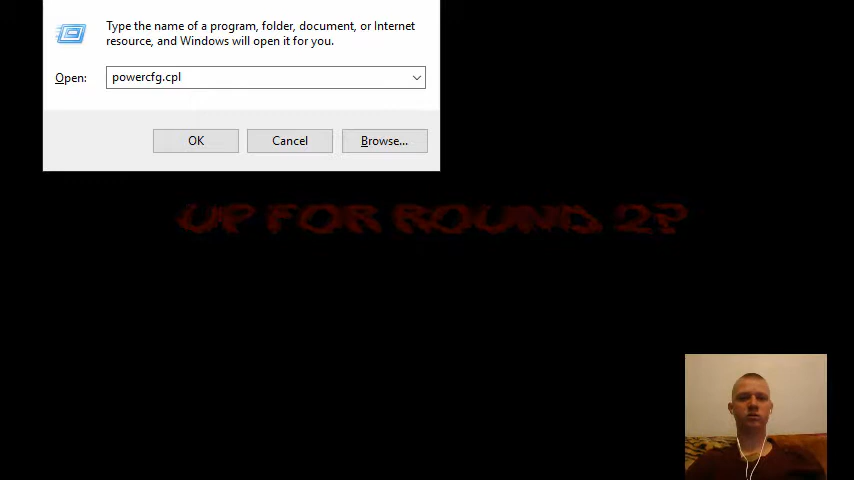 Type the name of a program, folder, document, or Internet
resource, and Windows will open it for you.
Open: powercfg.cpl
OK Cancel Browse...
UP FOR ROUND 2?